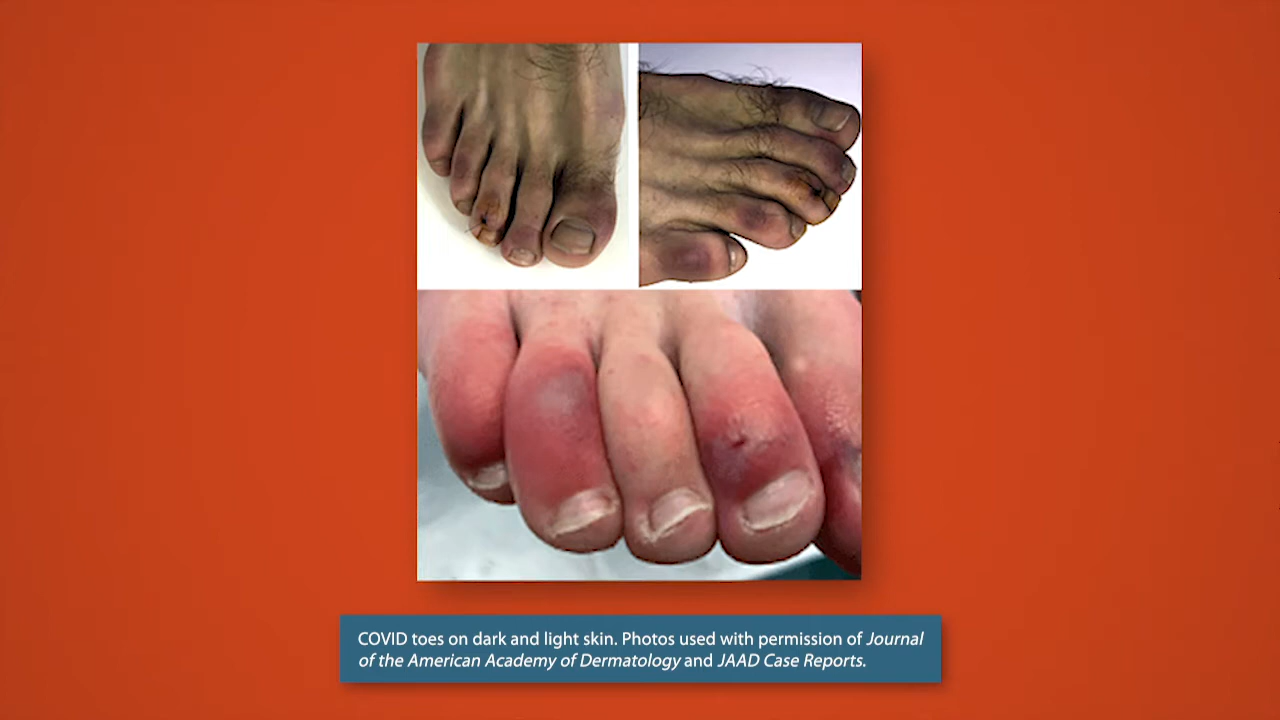 COVID toes on dark and light skin. Photos used with permission of Journal
of the American Academy of Dermatology and JAAD Case Reports.